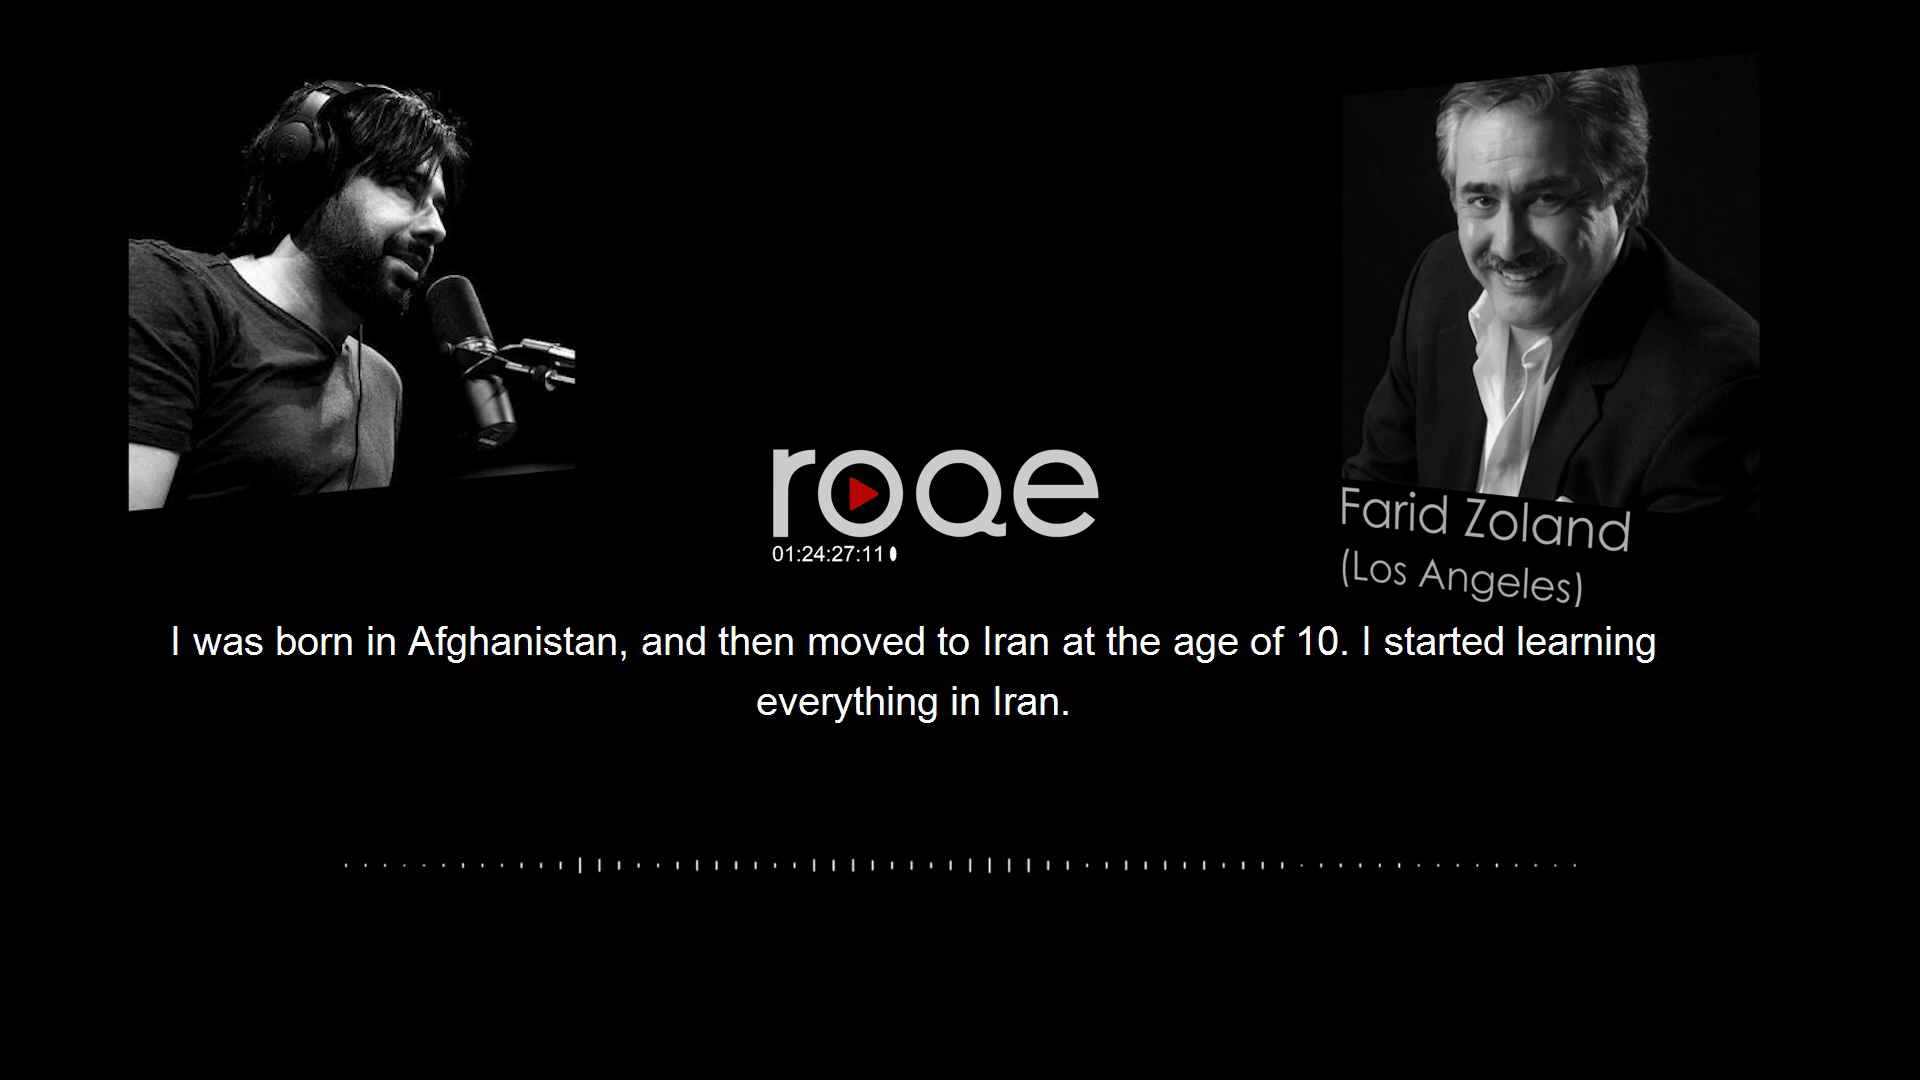 roqe
01:24:27:11
Farid Zoland
(Los Angeles)
I was born in Afghanistan, and then moved to Iran at the age of 10. I started learning
everything in Iran.